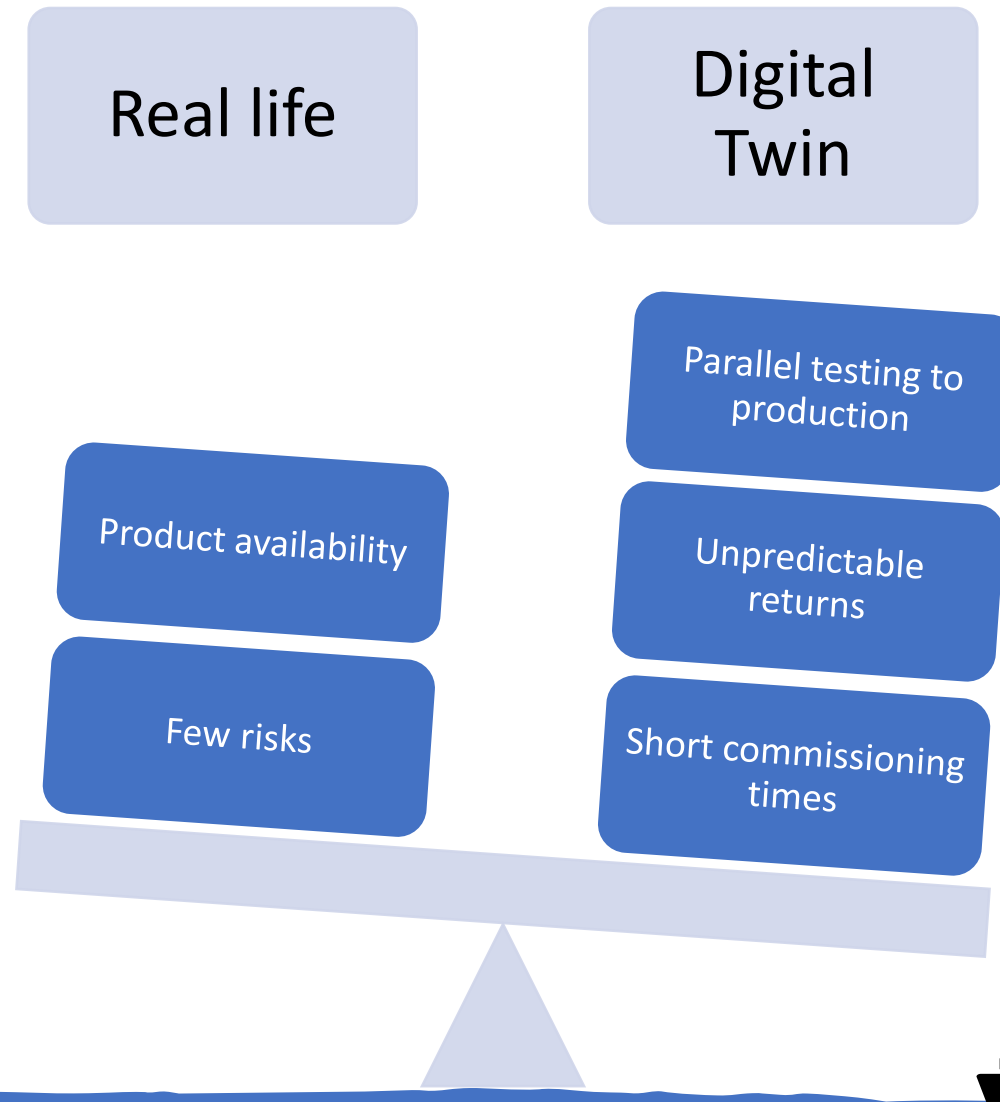 Real life
Digital
Twin
Parallel testing to
production
Product availability
Unpredictable
returns
Few risks
Short commissioning
times